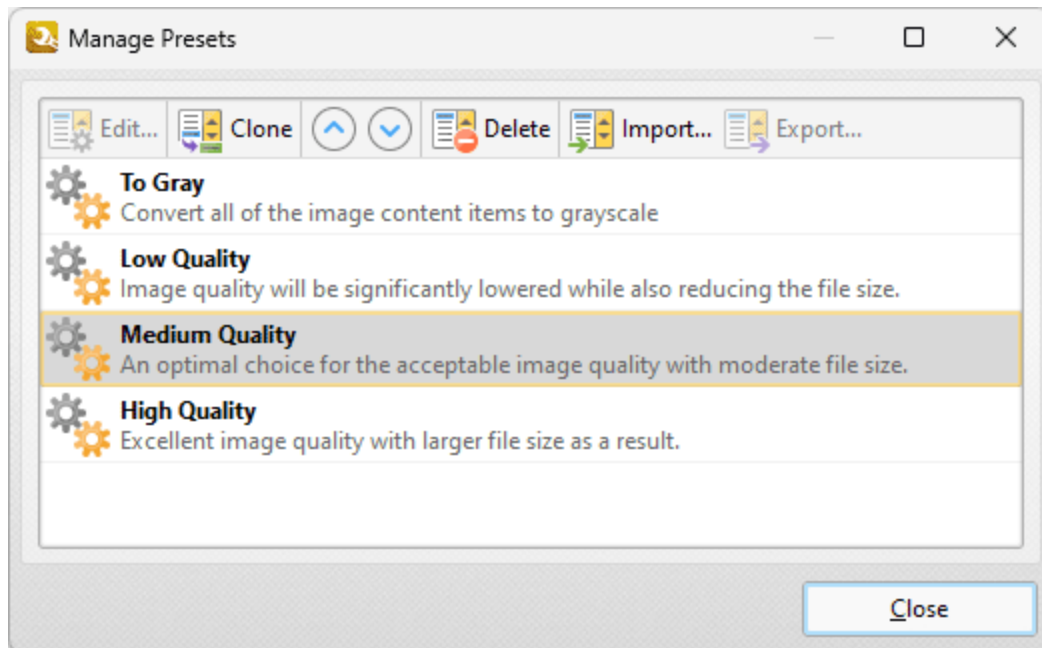 Manage Presets
Edit... Clone Delete Import... Export...
To Gray
Convert all of the image content items to grayscale
Low Quality
Image quality will be significantly lowered while also reducing the file size.
Medium Quality
An optimal choice for the acceptable image quality with moderate file size.
High Quality
Excellent image quality with larger file size as a result.
Close